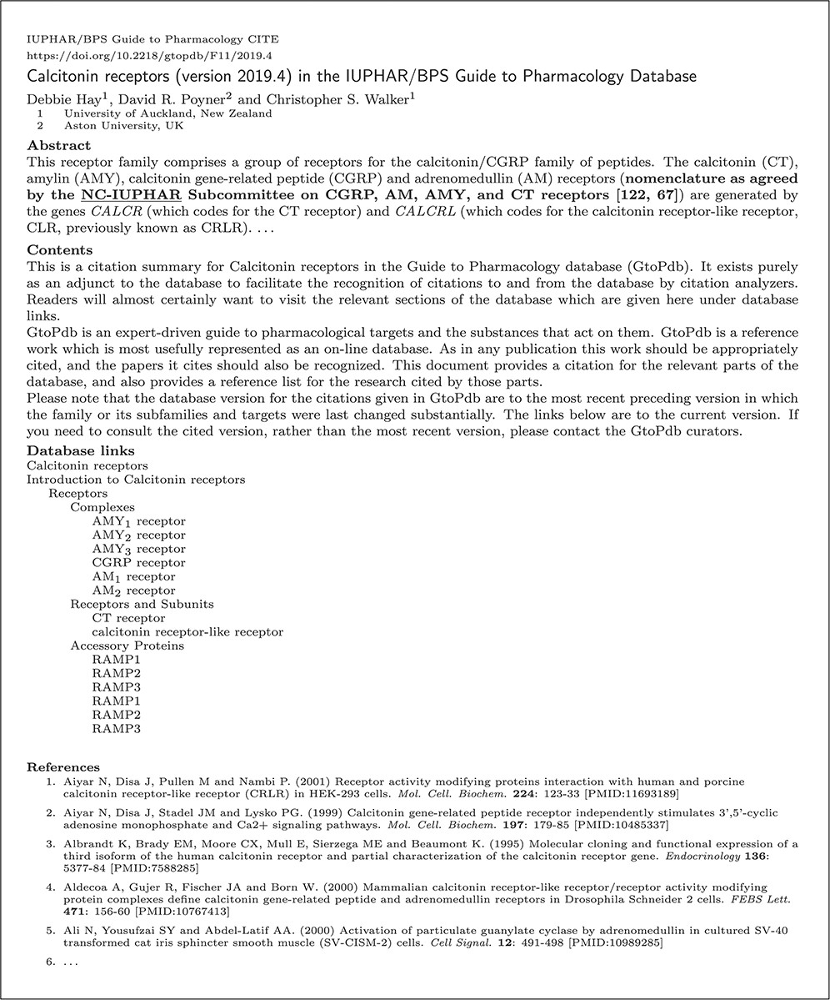 IUPHAR/BPS Guide to Pharmacology CITE
https://doi.org/10.2218/gtopdb/F11/2019.4
Calcitonin receptors (version 2019.4) in the IUPHAR/BPS Guide to Pharmacology Database
Debbie Hay1, David R. Poyner2 and Christopher S. Walker1
1 University of Auckland, New Zealand
2 Aston University, UK
Abstract
This receptor family comprises a group of receptors for the calcitonin/CGRP family of peptides. The calcitonin (CT),
amylin (AMY), calcitonin gene-related peptide (CGRP) and adrenomedullin (AM) receptors (nomenclature as agreed
by the NC-IUPHAR Subcommittee on CGRP, AM, AMY, and CT receptors [122, 67]) are generated by
the genes CALCR (which codes for the CT receptor) and CALCRL (which codes for the calcitonin receptor-like receptor,
CLR, previously known as CRLR). ...
Contents
This is a citation summary for Calcitonin receptors in the Guide to Pharmacology database (GtoPdb). It exists purely
as an adjunct to the database to facilitate the recognition of citations to and from the database by citation analyzers.
Readers will almost certainly want to visit the relevant sections of the database which are given here under database
links.
GtoPdb is an expert-driven guide to pharmacological targets and the substances that act on them. GtoPdb is a reference
work which is most usefully represented as an on-line database. As in any publication this work should be appropriately
cited, and the papers it cites should also be recognized. This document provides a citation for the relevant parts of the
database, and also provides a reference list for the research cited by those parts.
Please note that the database version for the citations given in GtoPdb are to the most recent preceding version in which
the family or its subfamilies and targets were last changed substantially. The links below are to the current version. If
you need to consult the cited version, rather than the most recent version, please contact the GtoPdb curators.
Database links
Calcitonin receptors
Introduction to Calcitonin receptors
Receptors
Complexes
AMY1 receptor
AMY2 receptor
AMY3 receptor
CGRP receptor
AM1 receptor
AM2 receptor
Receptors and Subunits
CT receptor
calcitonin receptor-like receptor
Accessory Proteins
RAMP1
RAMP2
RAMP3
RAMP1
RAMP2
RAMP3
References
1. Aiyar N, Disa J, Pullen M and Nambi P. (2001) Receptor activity modifying proteins interaction with human and porcine
calcitonin receptor-like receptor (CRLR) in HEK-293 cells. Mol. Cell. Biochem. 224: 123-33 [PMID:11693189]
2. Aiyar N, Disa J, Stadel JM and Lysko PG. (1999) Calcitonin gene-related peptide receptor independently stimulates 3',5'-cyclic
adenosine monophosphate and Ca2+ signaling pathways. Mol. Cell. Biochem. 197: 179-85 [PMID:10485337]
3. Albrandt K, Brady EM, Moore CX, Mull E, Sierzega ME and Beaumont K. (1995) Molecular cloning and functional expression of a
third isoform of the human calcitonin receptor and partial characterization of the calcitonin receptor gene. Endocrinology 136:
5377-84 [PMID:7588285]
4. Aldecoa A, Gujer R, Fischer JA and Born W. (2000) Mammalian calcitonin receptor-like receptor/receptor activity modifying
protein complexes define calcitonin gene-related peptide and adrenomedullin receptors in Drosophila Schneider 2 cells. FEBS Lett.
471: 156-60 [PMID:10767413]
5. Ali N, Yousufzai SY and Abdel-Latif AA. (2000) Activation of particulate guanylate cyclase by adrenomedullin in cultured SV-40
transformed cat iris sphincter smooth muscle (SV-CISM-2) cells. Cell Signal. 12: 491-498 [PMID:10989285]
6. ...